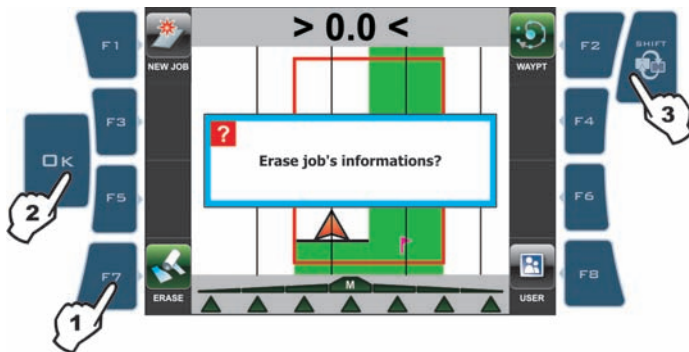 > 0.0 <
F1
NEW JOB
WAYPT
F2
SHIFT
F3
F4
3
?
Erase job's informations?
OK
2
F5
F6
F7
1
ERASE
M
USER
F8